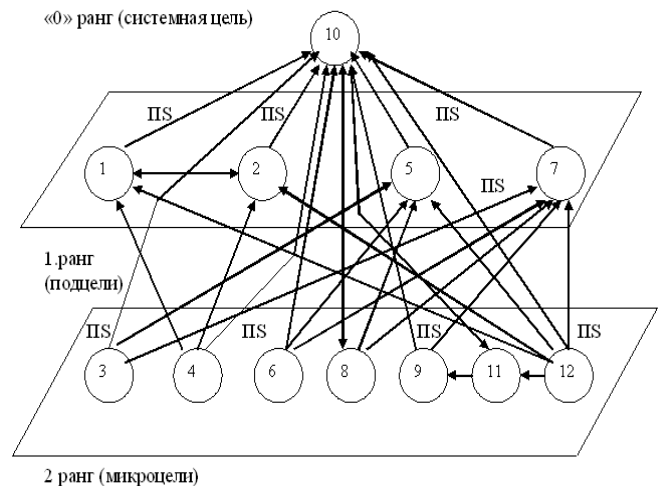 «0» ранг (системная цель)
10
ПS
ПS
ПS
1
2
5
7
ПS
1.ранг
(подцели)
ПS
ПS
ПS
ПS
3
4
6
8
9
11
12
2 ранг (микроцели)